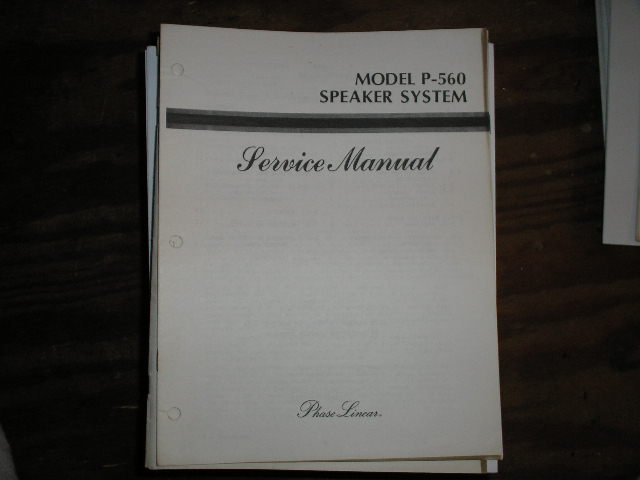 MODEL P-560
SPEAKER SYSTEM
Service Manual
Phase Linear